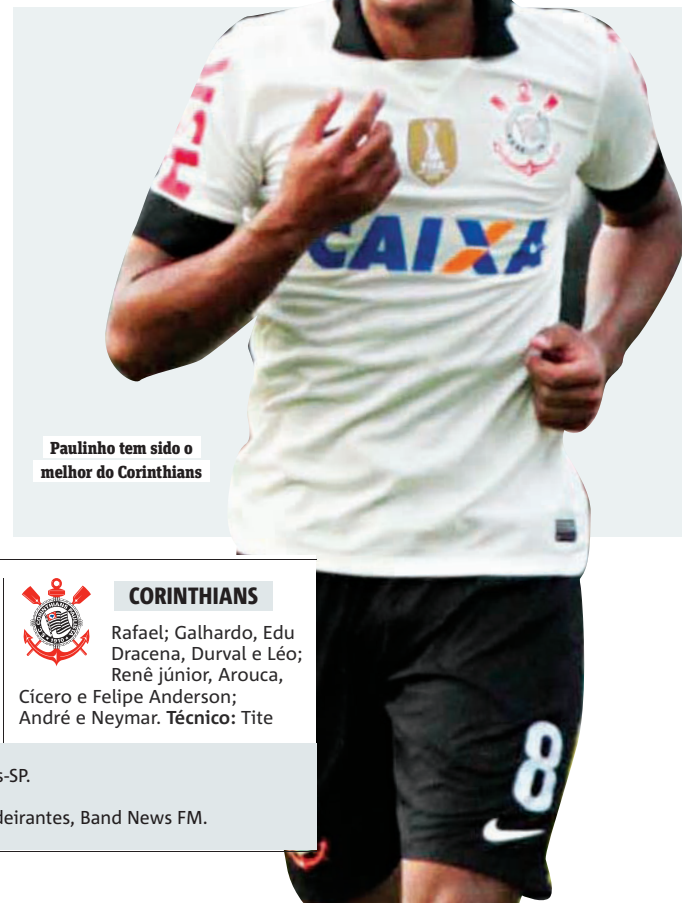 CAIXA
Paulinho tem sido o
melhor do Corinthians
CORINTHIANS
Rafael; Galhardo, Edu
Dracena, Durval e Léo;
Renê júnior, Arouca,
Cícero e Felipe Anderson;
André e Neymar. Técnico: Tite
s-SP.
deirantes, Band News FM.
8